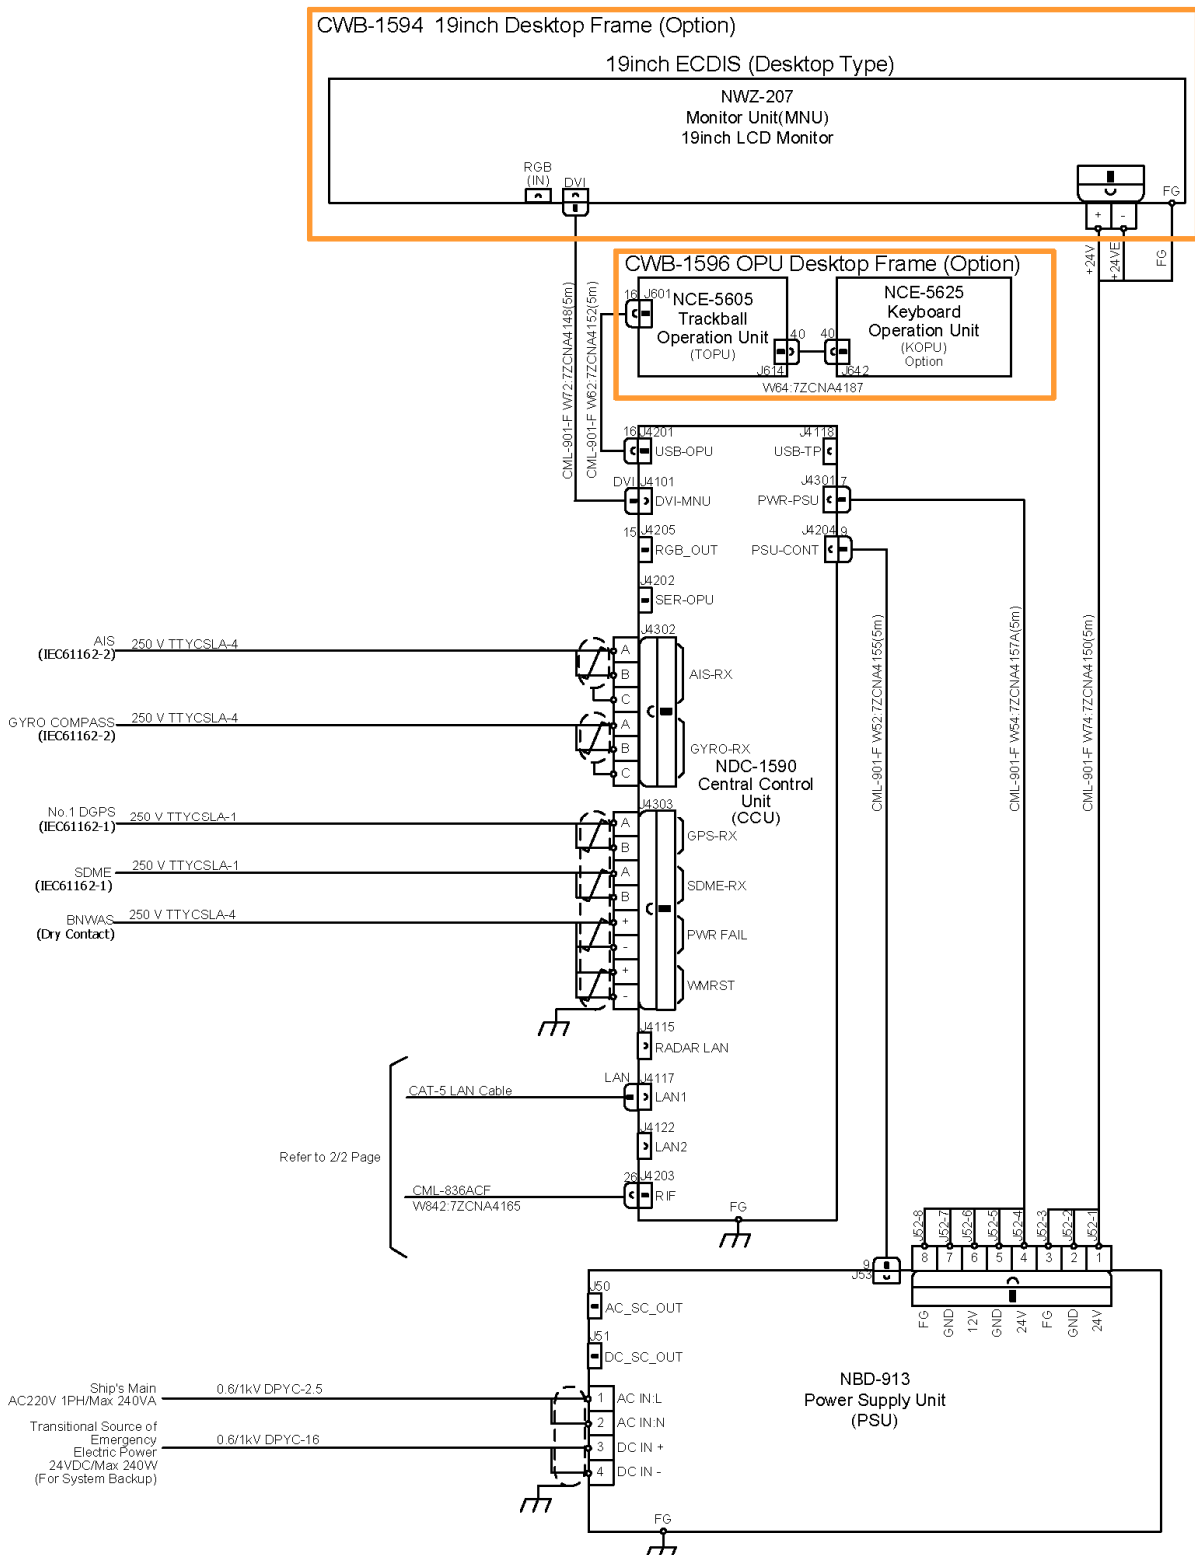 CWB-1594 19inch Desktop Frame (Option)
19inch ECDIS (Desktop Type)
NWZ-207
Monitor Unit(MNU)
19inch LCD Monitor
RGB
(IN)
DVI
FG
+
-
+24V
+24VE
FG
CWB-1596 OPU Desktop Frame (Option)
CML-901-F W72:7ZCNA4148(5m)
CML-901-F W62:7ZCNA4152(5m)
16
J601
NCE-5605
Trackball
Operation Unit
(TOPU)
40
J614
NCE-5625
Keyboard
Operation Unit
(KOPU)
Option
40
J642
W64:7ZCNA4187
16
J4201
USB-OPU
J4118
USB-TP
DVI
J4101
DVI-MNU
J4301
7
PWR-PSU
15
J4205
RGB_OUT
J4204
9
PSU-CONT
J4202
SER-OPU
AIS
(IEC61162-2)
250 V TTYCSLA-4
J4302
A
B
C
AIS-RX
GYRO COMPASS
(IEC61162-2)
250 V TTYCSLA-4
A
B
C
GYRO-RX
NDC-1590
Central Control
Unit
(CCU)
CML-901-F W52:7ZCNA4155(5m)
CML-901-F W54:7ZCNA4157A(5m)
CML-901-F W74:7ZCNA4150(5m)
No.1 DGPS
(IEC61162-1)
250 V TTYCSLA-1
J4303
A
B
GPS-RX
SDME
(IEC61162-1)
250 V TTYCSLA-1
A
B
SDME-RX
BNWAS
(Dry Contact)
250 V TTYCSLA-4
+
-
PWR FAIL
+
-
WMRST
J4115
RADAR LAN
CAT-5 LAN Cable
LAN
J4117
LAN1
J4122
LAN2
Refer to 2/2 Page
CML-836ACF
W842:7ZCNA4165
26
J4203
RIF
FG
J52-8
J52-7
J52-6
J52-5
J52-4
J52-3
J52-2
J52-1
8
7
6
5
4
3
2
1
9
J53
FG
GND
12V
GND
24V
FG
GND
24V
J50
AC_SC_OUT
J51
DC_SC_OUT
NBD-913
Power Supply Unit
(PSU)
Ship's Main
AC220V 1PH/Max 240VA
0.6/1kV DPYC-2.5
1
AC IN:L
2
AC IN:N
Transitional Source of
Emergency
Electric Power
24VDC/Max 240W
(For System Backup)
0.6/1kV DPYC-16
3
DC IN +
4
DC IN -
FG